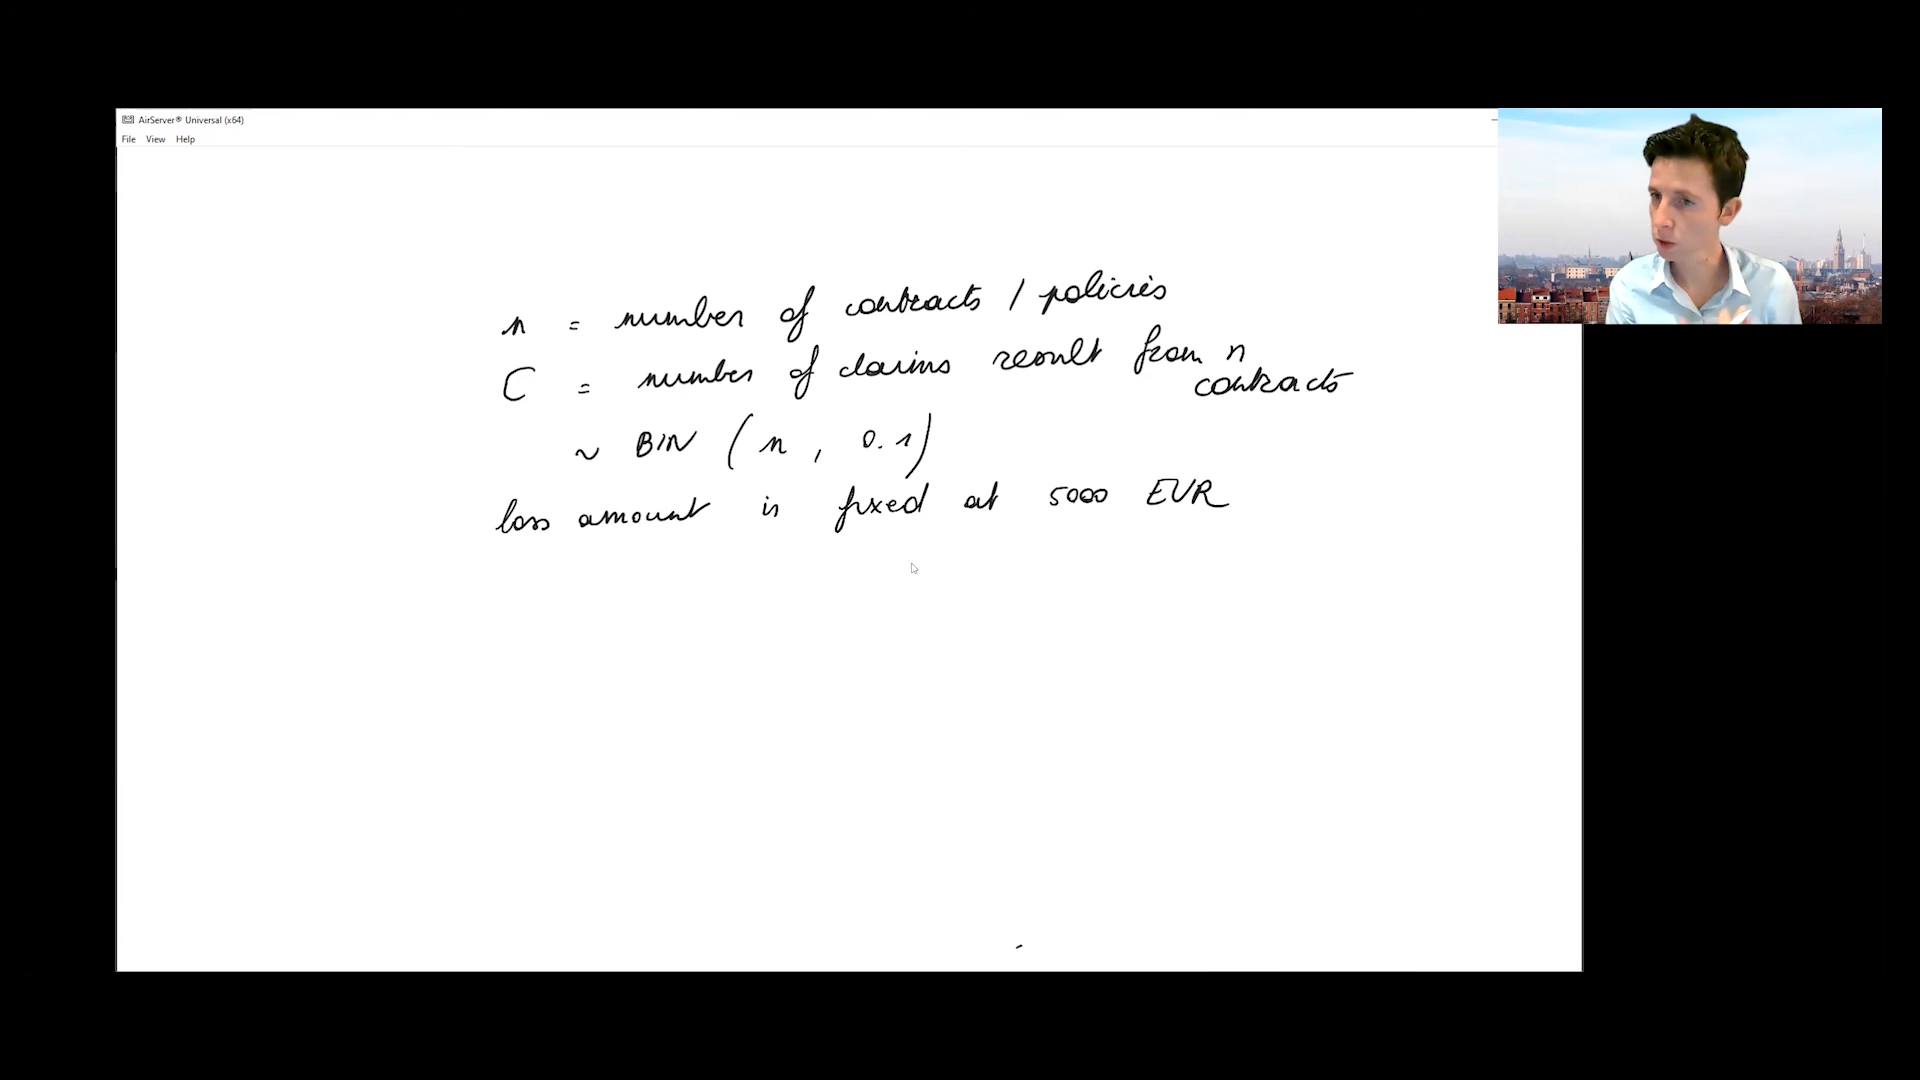 AirServer® Universal (x64)
File View Help
n = number of contracts / policies
C = number of claims result from n
contracts
~ BIN (n, 0.1)
loss amount is fixed at 5000 EUR